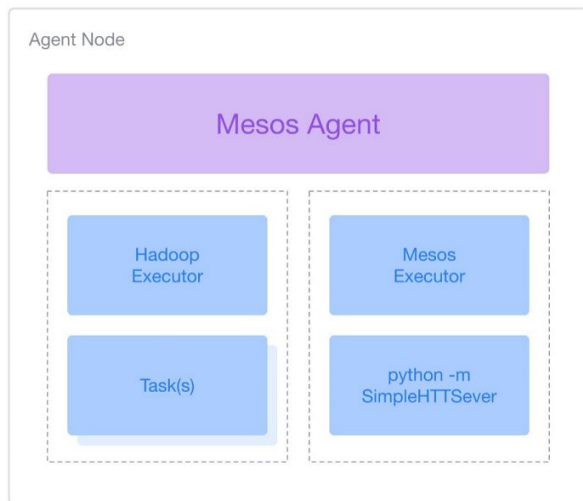 Agent Node
Mesos Agent
Hadoop
Executor
Mesos
Executor
Task(s)
python -m
SimpleHTTSever